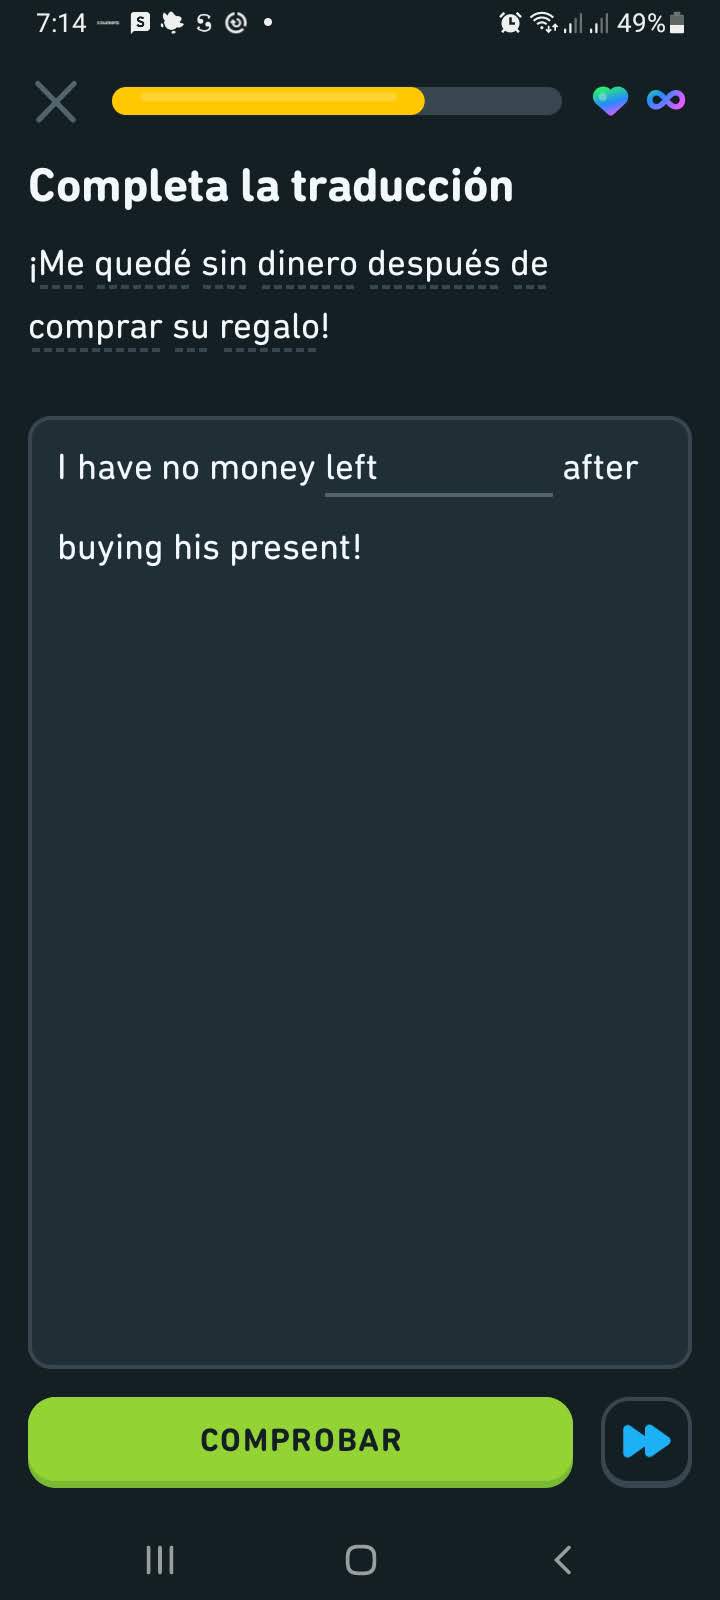 7:14
S
49%
Completa la traducción
¡Me quedé sin dinero después de
comprar su regalo!
I have no money left after
buying his present!
COMPROBAR